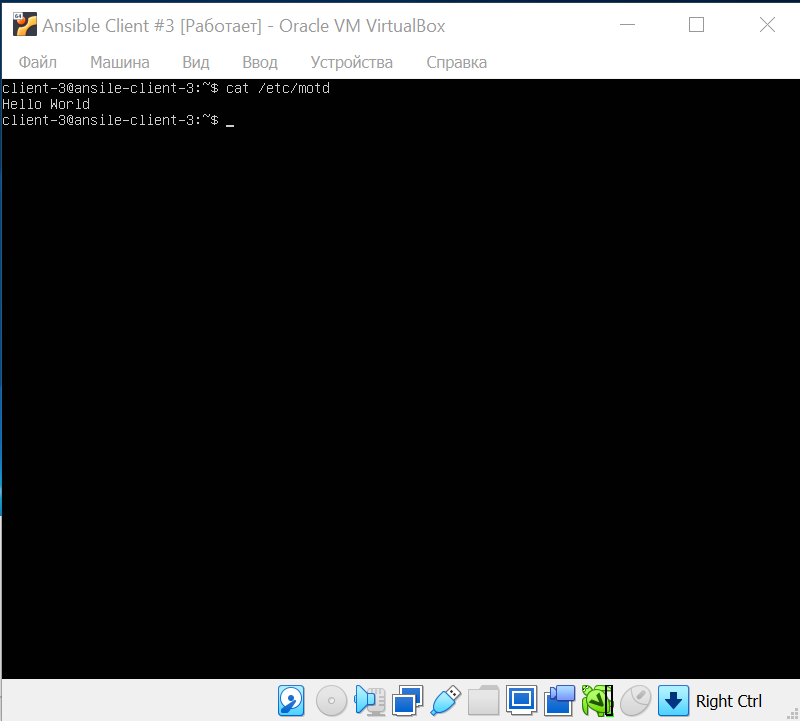 Ansible Client #3 [Работает] - Oracle VM VirtualBox
Файл Машина Вид Ввод Устройства Справка
client-3@ansile-client-3:~$ cat /etc/motd
Hello World
client-3@ansile-client-3:~$ _
Right Ctrl